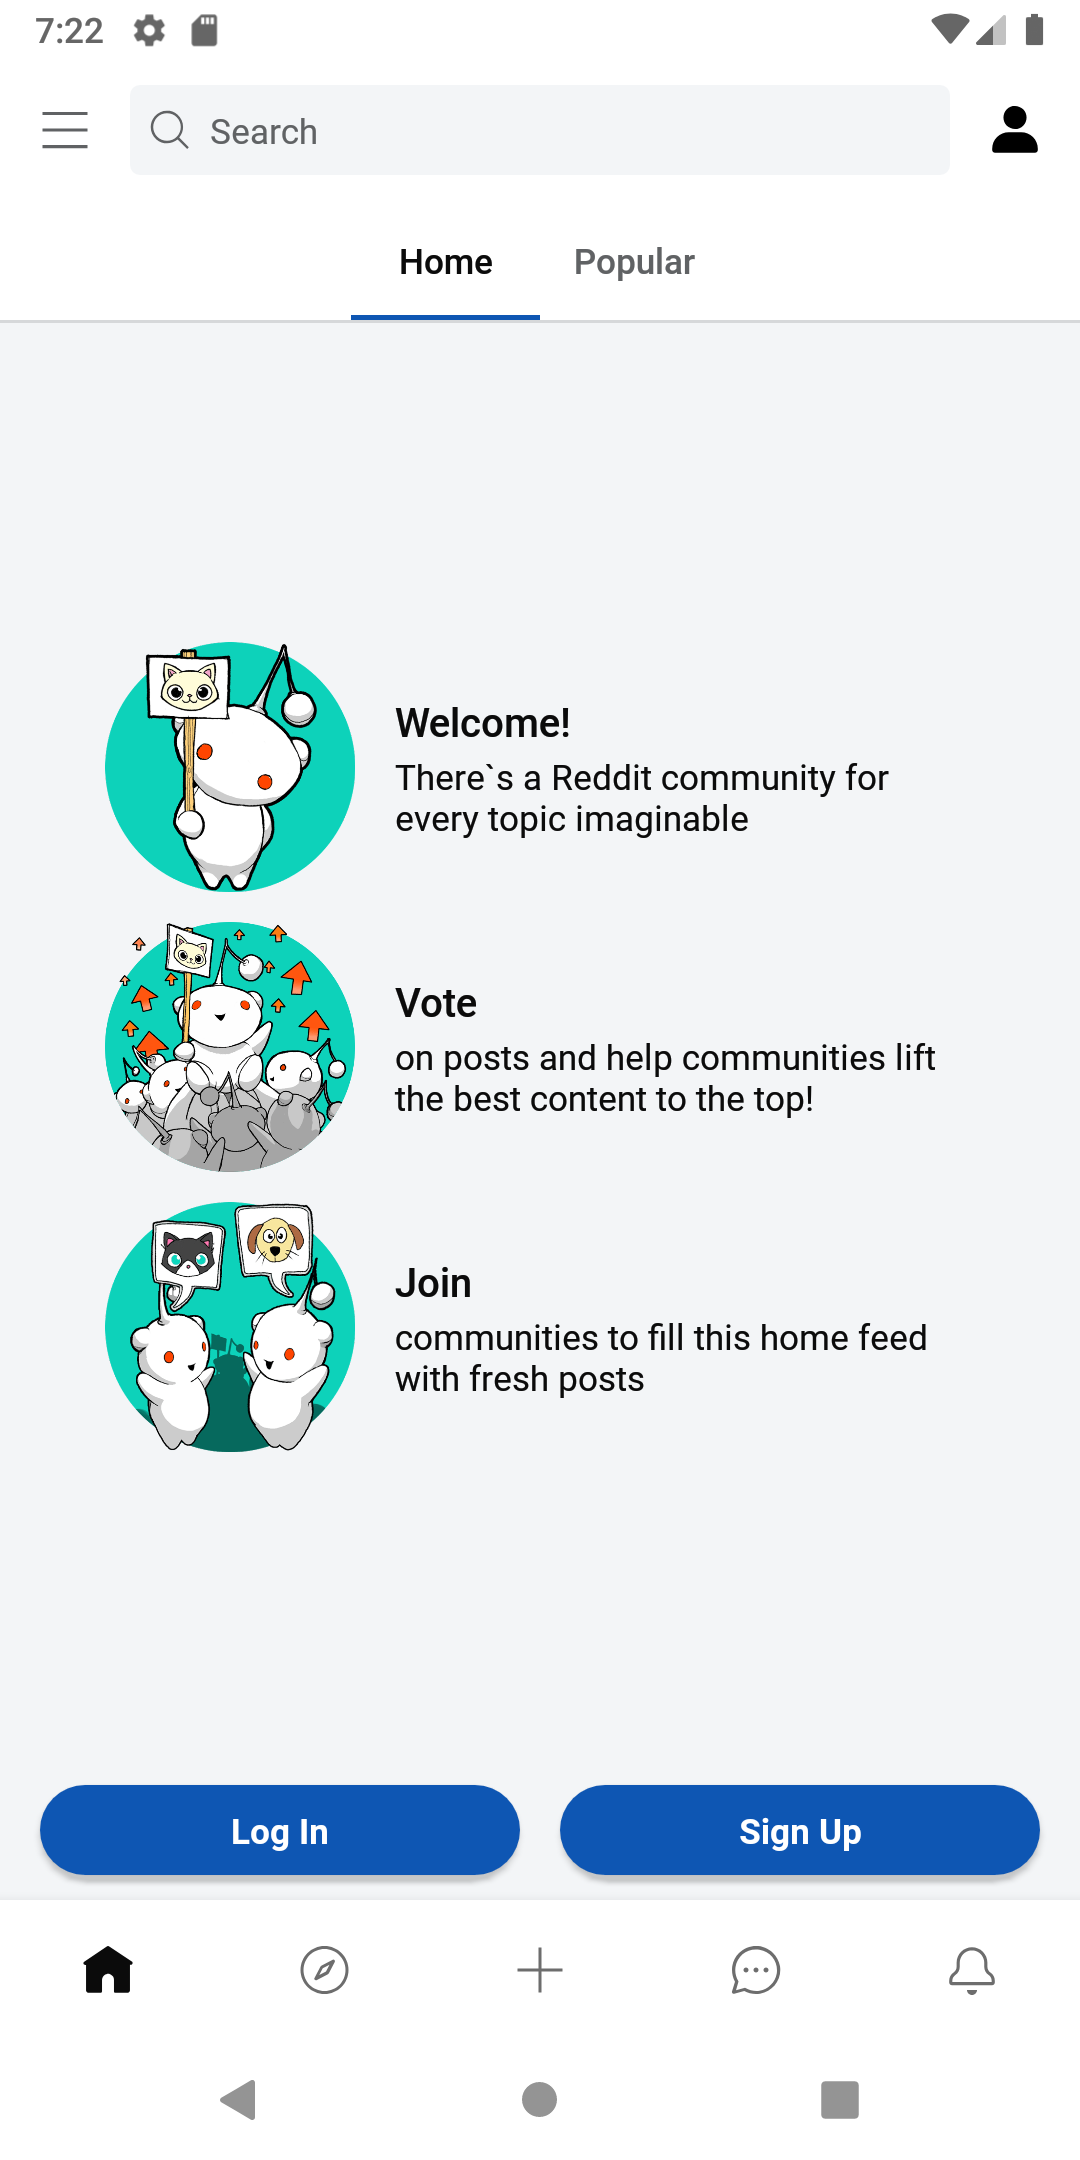 7:22
Search
Home
Popular
Welcome!
There`s a Reddit community for
every topic imaginable
Vote
on posts and help communities lift
the best content to the top!
Join
communities to fill this home feed
with fresh posts
Log In
Sign Up